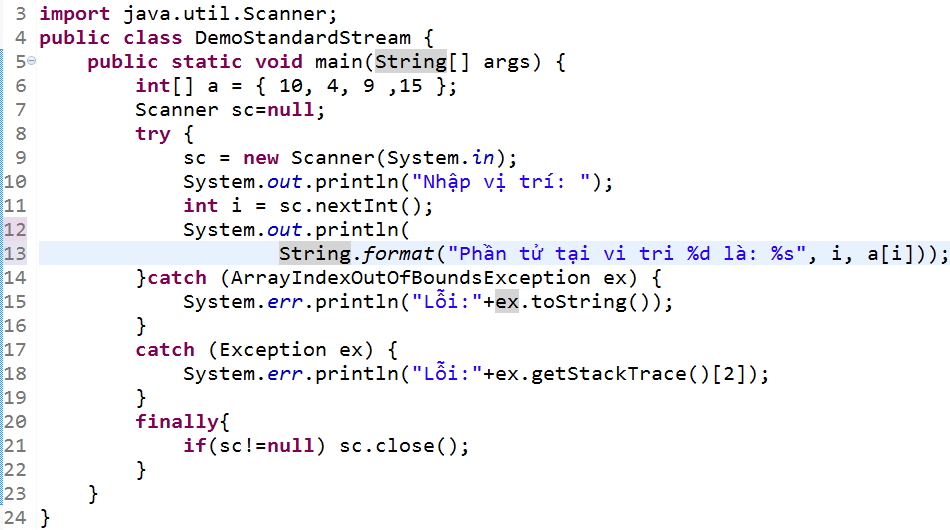 3 import java.util.Scanner;
4 public class DemoStandardStream {
5 public static void main(String[] args) {
6 int[] a = { 10, 4, 9 ,15 };
7 Scanner sc=null;
8 try {
9 sc = new Scanner(System.in);
10 System.out.println("Nhập vị trí: ");
11 int i = sc.nextInt();
12 System.out.println(
13 String.format("Phần tử tại vi tri %d là: %s", i, a[i]));
14 }catch (ArrayIndexOutOfBoundsException ex) {
15 System.err.println("Lỗi:"+ex.toString());
16 }
17 catch (Exception ex) {
18 System.err.println("Lỗi:"+ex.getStackTrace()[2]);
19 }
20 finally{
21 if(sc!=null) sc.close();
22 }
23 }
24 }